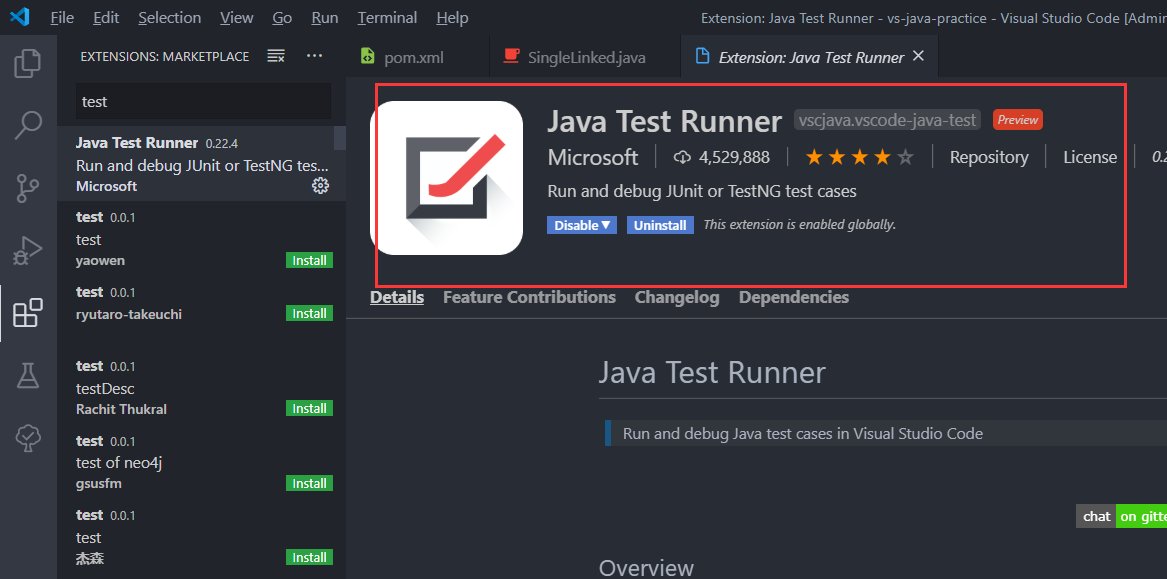 File Edit Selection View Go Run Terminal Help
Extension: Java Test Runner - vs-java-practice - Visual Studio Code [Admin
EXTENSIONS: MARKETPLACE
pom.xml
SingleLinked.java
Extension: Java Test Runner
test
Java Test Runner 0.22.4
Run and debug JUnit or TestNG tes...
Microsoft
test 0.0.1
test
yaowen
Install
test 0.0.1
ryutaro-takeuchi
Install
test 0.0.1
testDesc
Rachit Thukral
Install
test 0.0.1
test of neo4j
gsusfm
Install
test 0.0.1
test
杰森
Install
Java Test Runner vscjava.vscode-java-test Preview
Microsoft 4,529,888 Repository License 0.2
Run and debug JUnit or TestNG test cases
Disable Uninstall This extension is enabled globally.
Details Feature Contributions Changelog Dependencies
Java Test Runner
Run and debug Java test cases in Visual Studio Code
chat on gitte
Overview